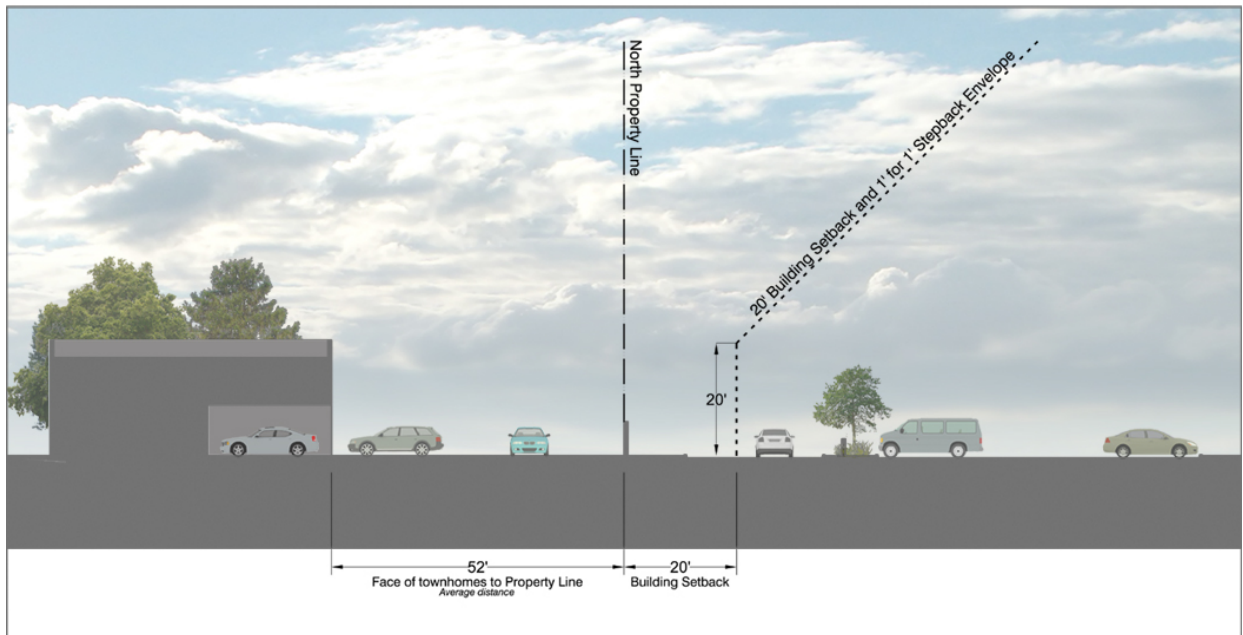 North Property Line
20' Building Setback and 1' for 1' Stepback Envelope
20'
52'
Face of townhomes to Property Line
Average distance
20'
Building Setback